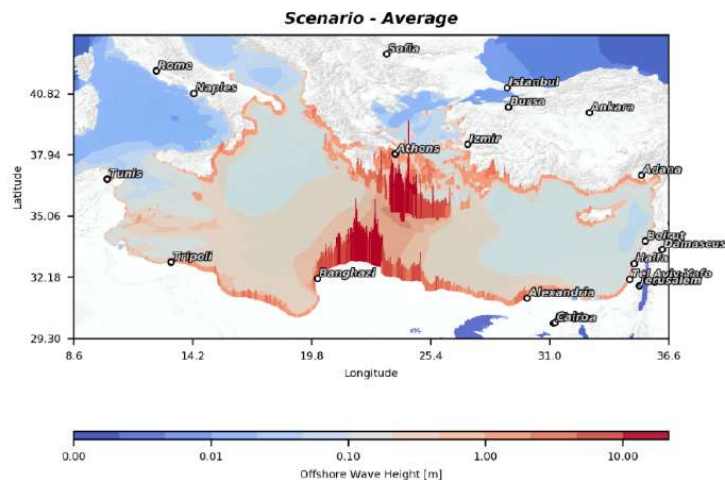 Scenario - Average
Sofia
Rome
40.82
Naples
Istanbul
Bursa
Ankara
Izmir
37.94
Athens
Tunis
Adana
Latitude
35.06
Beirut
Damascus
Tripoli
Haifa
32.18
Banghazi
Tel Aviv-Yafo
Jerusalem
Alexandria
Cairo
29.30
8.6 14.2 19.8 25.4 31.0 36.6
Longitude
0.00 0.01 0.10 1.00 10.00
Offshore Wave Height [m]